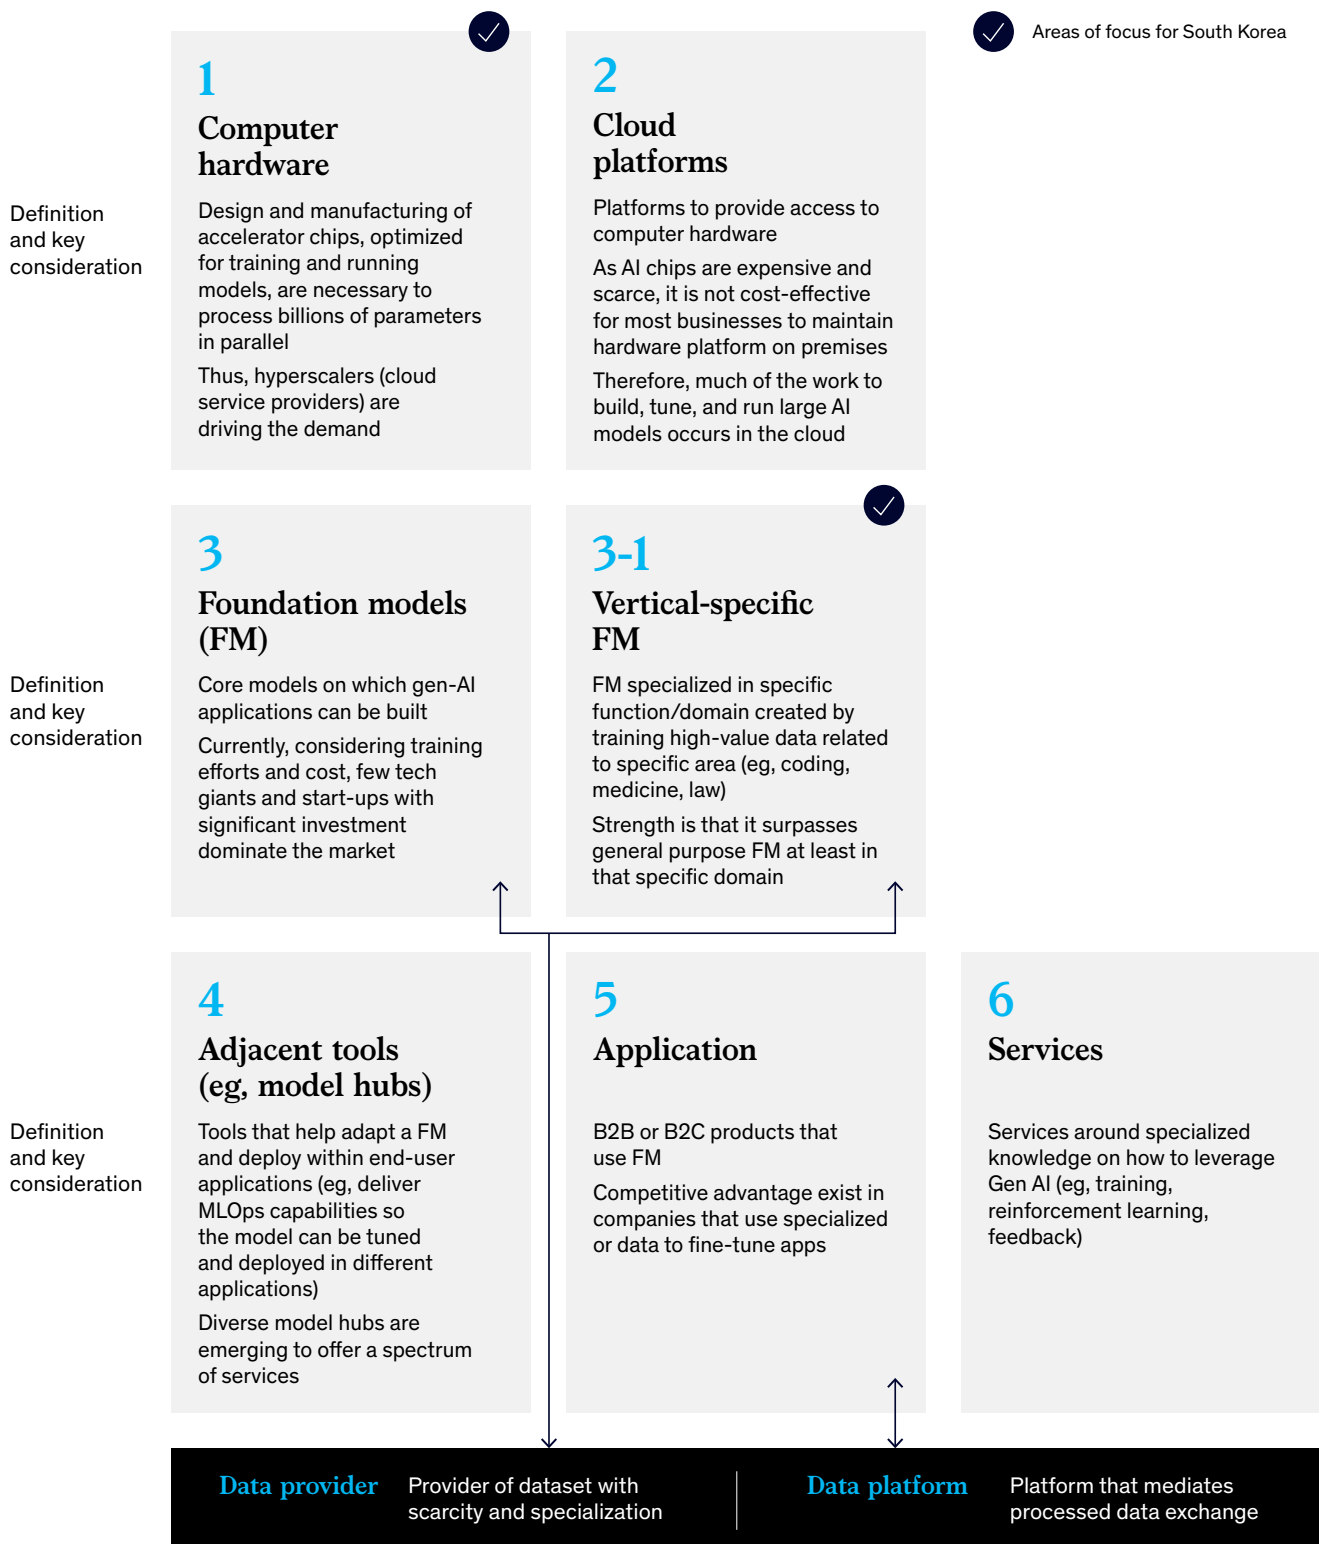 Areas of focus for South Korea
Definition
and key
consideration
1
Computer
hardware
Design and manufacturing of
accelerator chips, optimized
for training and running
models, are necessary to
process billions of parameters
in parallel
Thus, hyperscalers (cloud
service providers) are
driving the demand
2
Cloud
platforms
Platforms to provide access to
computer hardware
As AI chips are expensive and
scarce, it is not cost-effective
for most businesses to maintain
hardware platform on premises
Therefore, much of the work to
build, tune, and run large AI
models occurs in the cloud
Definition
and key
consideration
3
Foundation models
(FM)
Core models on which gen-AI
applications can be built
Currently, considering training
efforts and cost, few tech
giants and start-ups with
significant investment
dominate the market
3-1
Vertical-specific
FM
FM specialized in specific
function/domain created by
training high-value data related
to specific area (eg, coding,
medicine, law)
Strength is that it surpasses
general purpose FM at least in
that specific domain
Definition
and key
consideration
4
Adjacent tools
(eg, model hubs)
Tools that help adapt a FM
and deploy within end-user
applications (eg, deliver
MLOps capabilities so
the model can be tuned
and deployed in different
applications)
Diverse model hubs are
emerging to offer a spectrum
of services
5
Application
B2B or B2C products that
use FM
Competitive advantage exist in
companies that use specialized
or data to fine-tune apps
6
Services
Services around specialized
knowledge on how to leverage
Gen AI (eg, training,
reinforcement learning,
feedback)
Data provider
Provider of dataset with
scarcity and specialization
Data platform
Platform that mediates
processed data exchange